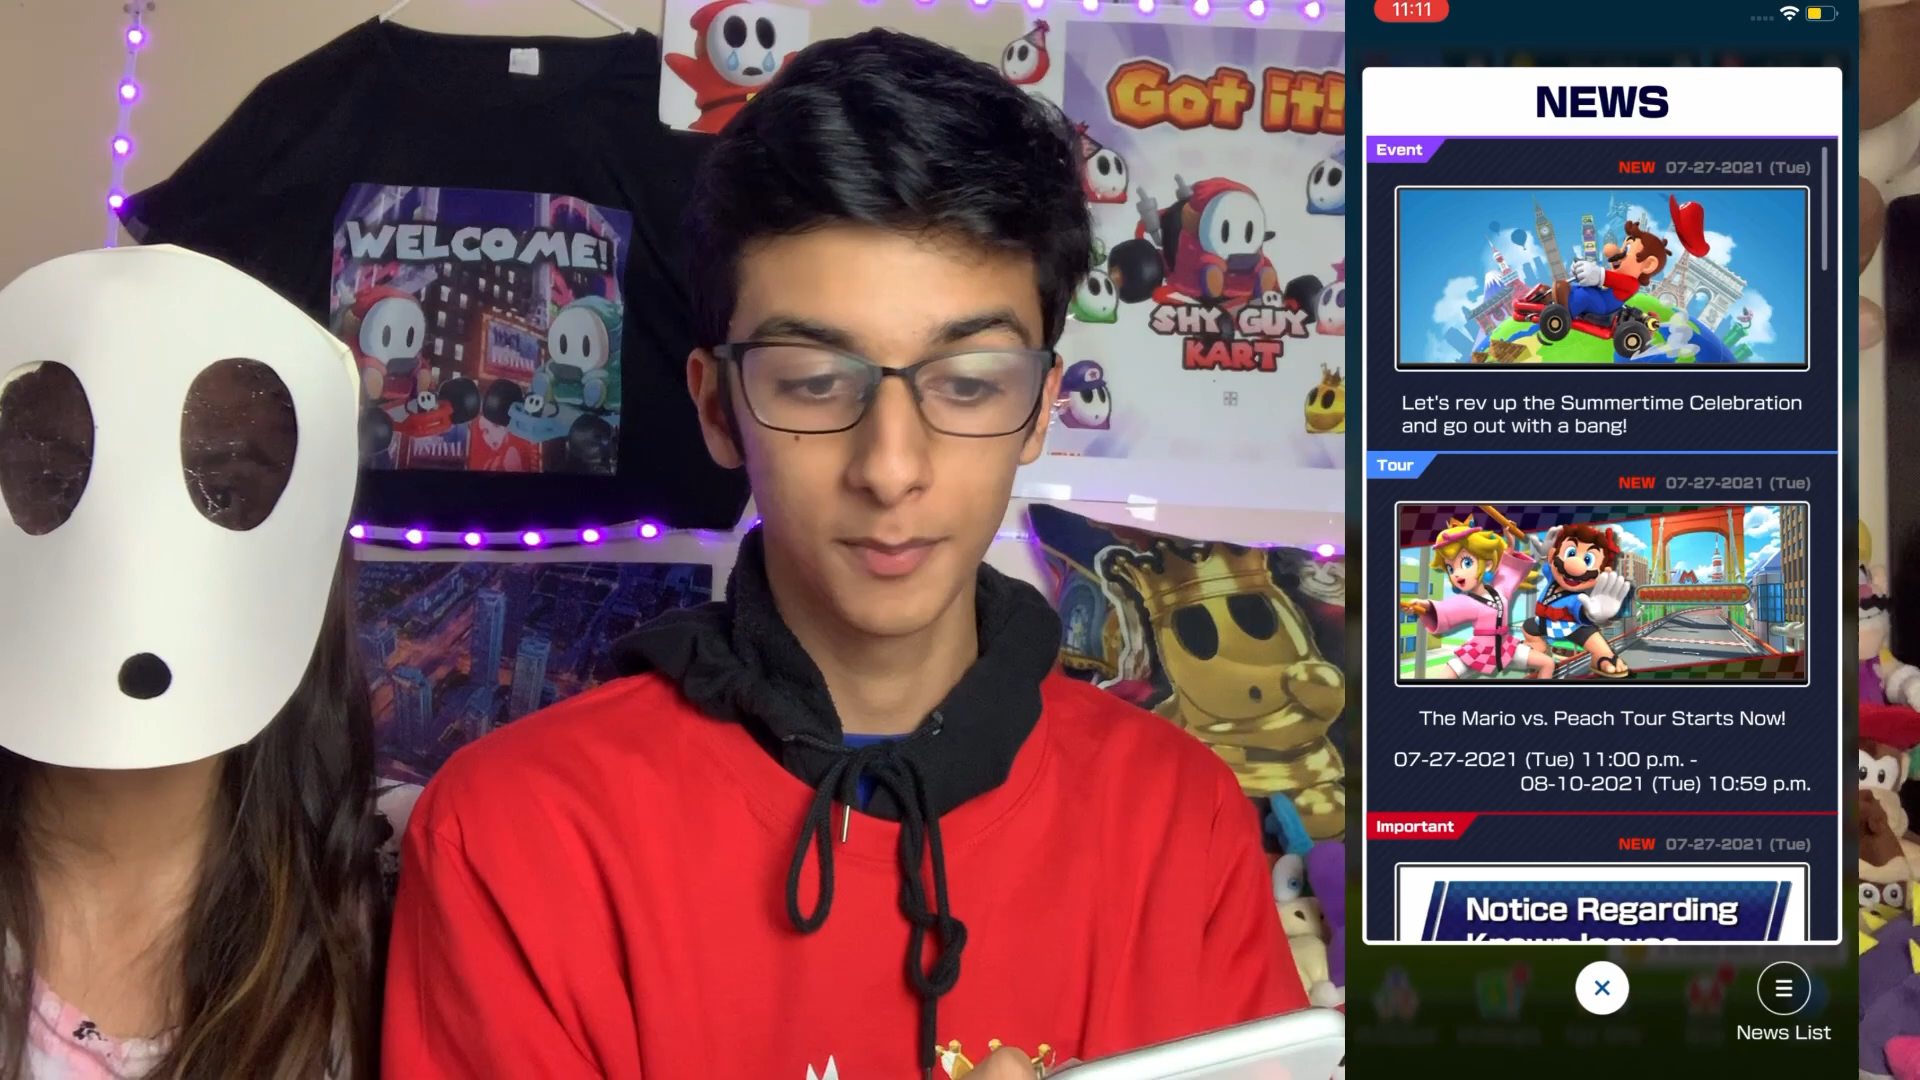 WELCOME!
FESTIVAL
Got it!
SHY GUY
KART
11:11
NEWS
Event
NEW 07-27-2021 (Tue)
Let's rev up the Summertime Celebration
and go out with a bang!
Tour
NEW 07-27-2021 (Tue)
The Mario vs. Peach Tour Starts Now!
07-27-2021 (Tue) 11:00 p.m. -
08-10-2021 (Tue) 10:59 p.m.
Important
NEW 07-27-2021 (Tue)
Notice Regarding
Known Issues
News List